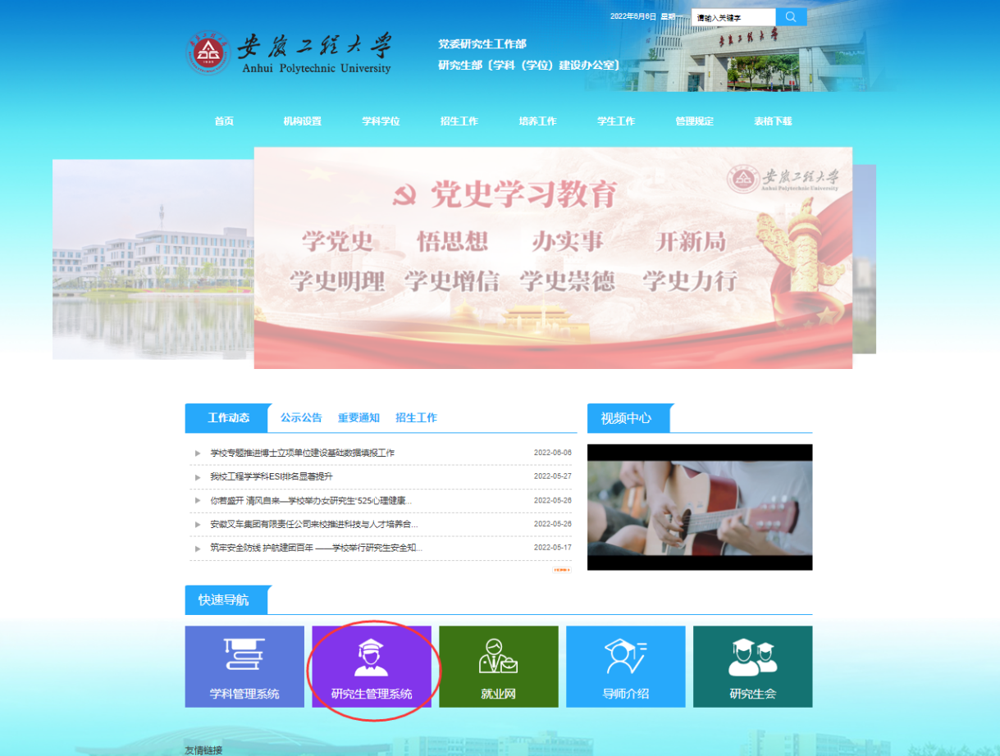 2022年6月6日 星期一
请输入关键字
安徽工程大学
Anhui Polytechnic University
党委研究生工作部
研究生部〔学科（学位）建设办公室〕
安徽工程大学
首页 机构设置 学科学位 招生工作 培养工作 学生工作 管理规定 表格下载
安徽工程大学
Anhui Polytechnic University
党史学习教育
学党史 悟思想 办实事 开新局
学史明理 学史增信 学史崇德 学史力行
工作动态 公示公告 重要通知 招生工作
视频中心
学校专题推进博士立项单位建设基础数据填报工作 2022-06-06
我校工程学学科ESI排名显著提升 2022-05-27
你若盛开 清风自来—学校举办女研究生“525心理健康... 2022-05-26
安徽叉车集团有限责任公司来校推进科技与人才培养合... 2022-05-26
筑牢安全防线 护航建团百年 ——学校举行研究生安全知... 2022-05-17
快速导航
学科管理系统 研究生管理系统 就业网 导师介绍 研究生会
友情链接